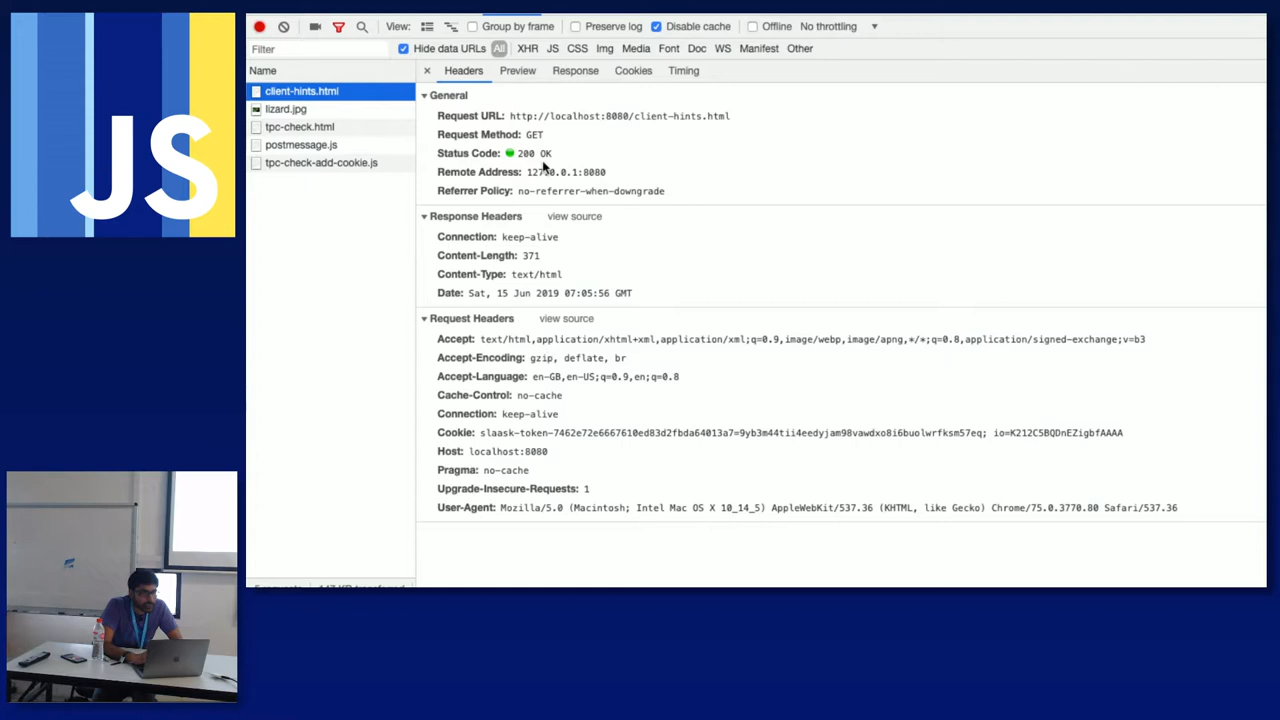 JS
View:
Group by frame
Preserve log
Disable cache
Offline
No throttling
Filter
Hide data URLs
All
XHR
JS
CSS
Img
Media
Font
Doc
WS
Manifest
Other
Name
Headers
Preview
Response
Cookies
Timing
client-hints.html
lizard.jpg
tpc-check.html
postmessage.js
tpc-check-add-cookie.js
General
Request URL: http://localhost:8080/client-hints.html
Request Method: GET
Status Code: 200 OK
Remote Address: 127.0.0.1:8080
Referrer Policy: no-referrer-when-downgrade
Response Headers view source
Connection: keep-alive
Content-Length: 371
Content-Type: text/html
Date: Sat, 15 Jun 2019 07:05:56 GMT
Request Headers view source
Accept: text/html,application/xhtml+xml,application/xml;q=0.9,image/webp,image/apng,*/*;q=0.8,application/signed-exchange;v=b3
Accept-Encoding: gzip, deflate, br
Accept-Language: en-GB,en-US;q=0.9,en;q=0.8
Cache-Control: no-cache
Connection: keep-alive
Cookie: slaask-token-7462e72e6667610ed83d2fbda64013a7=9yb3m44tii4eedyjam98vawdxo8i6buolwrfksm57eq; io=K212C5BQDnEZigbfAAAA
Host: localhost:8080
Pragma: no-cache
Upgrade-Insecure-Requests: 1
User-Agent: Mozilla/5.0 (Macintosh; Intel Mac OS X 10_14_5) AppleWebKit/537.36 (KHTML, like Gecko) Chrome/75.0.3770.80 Safari/537.36